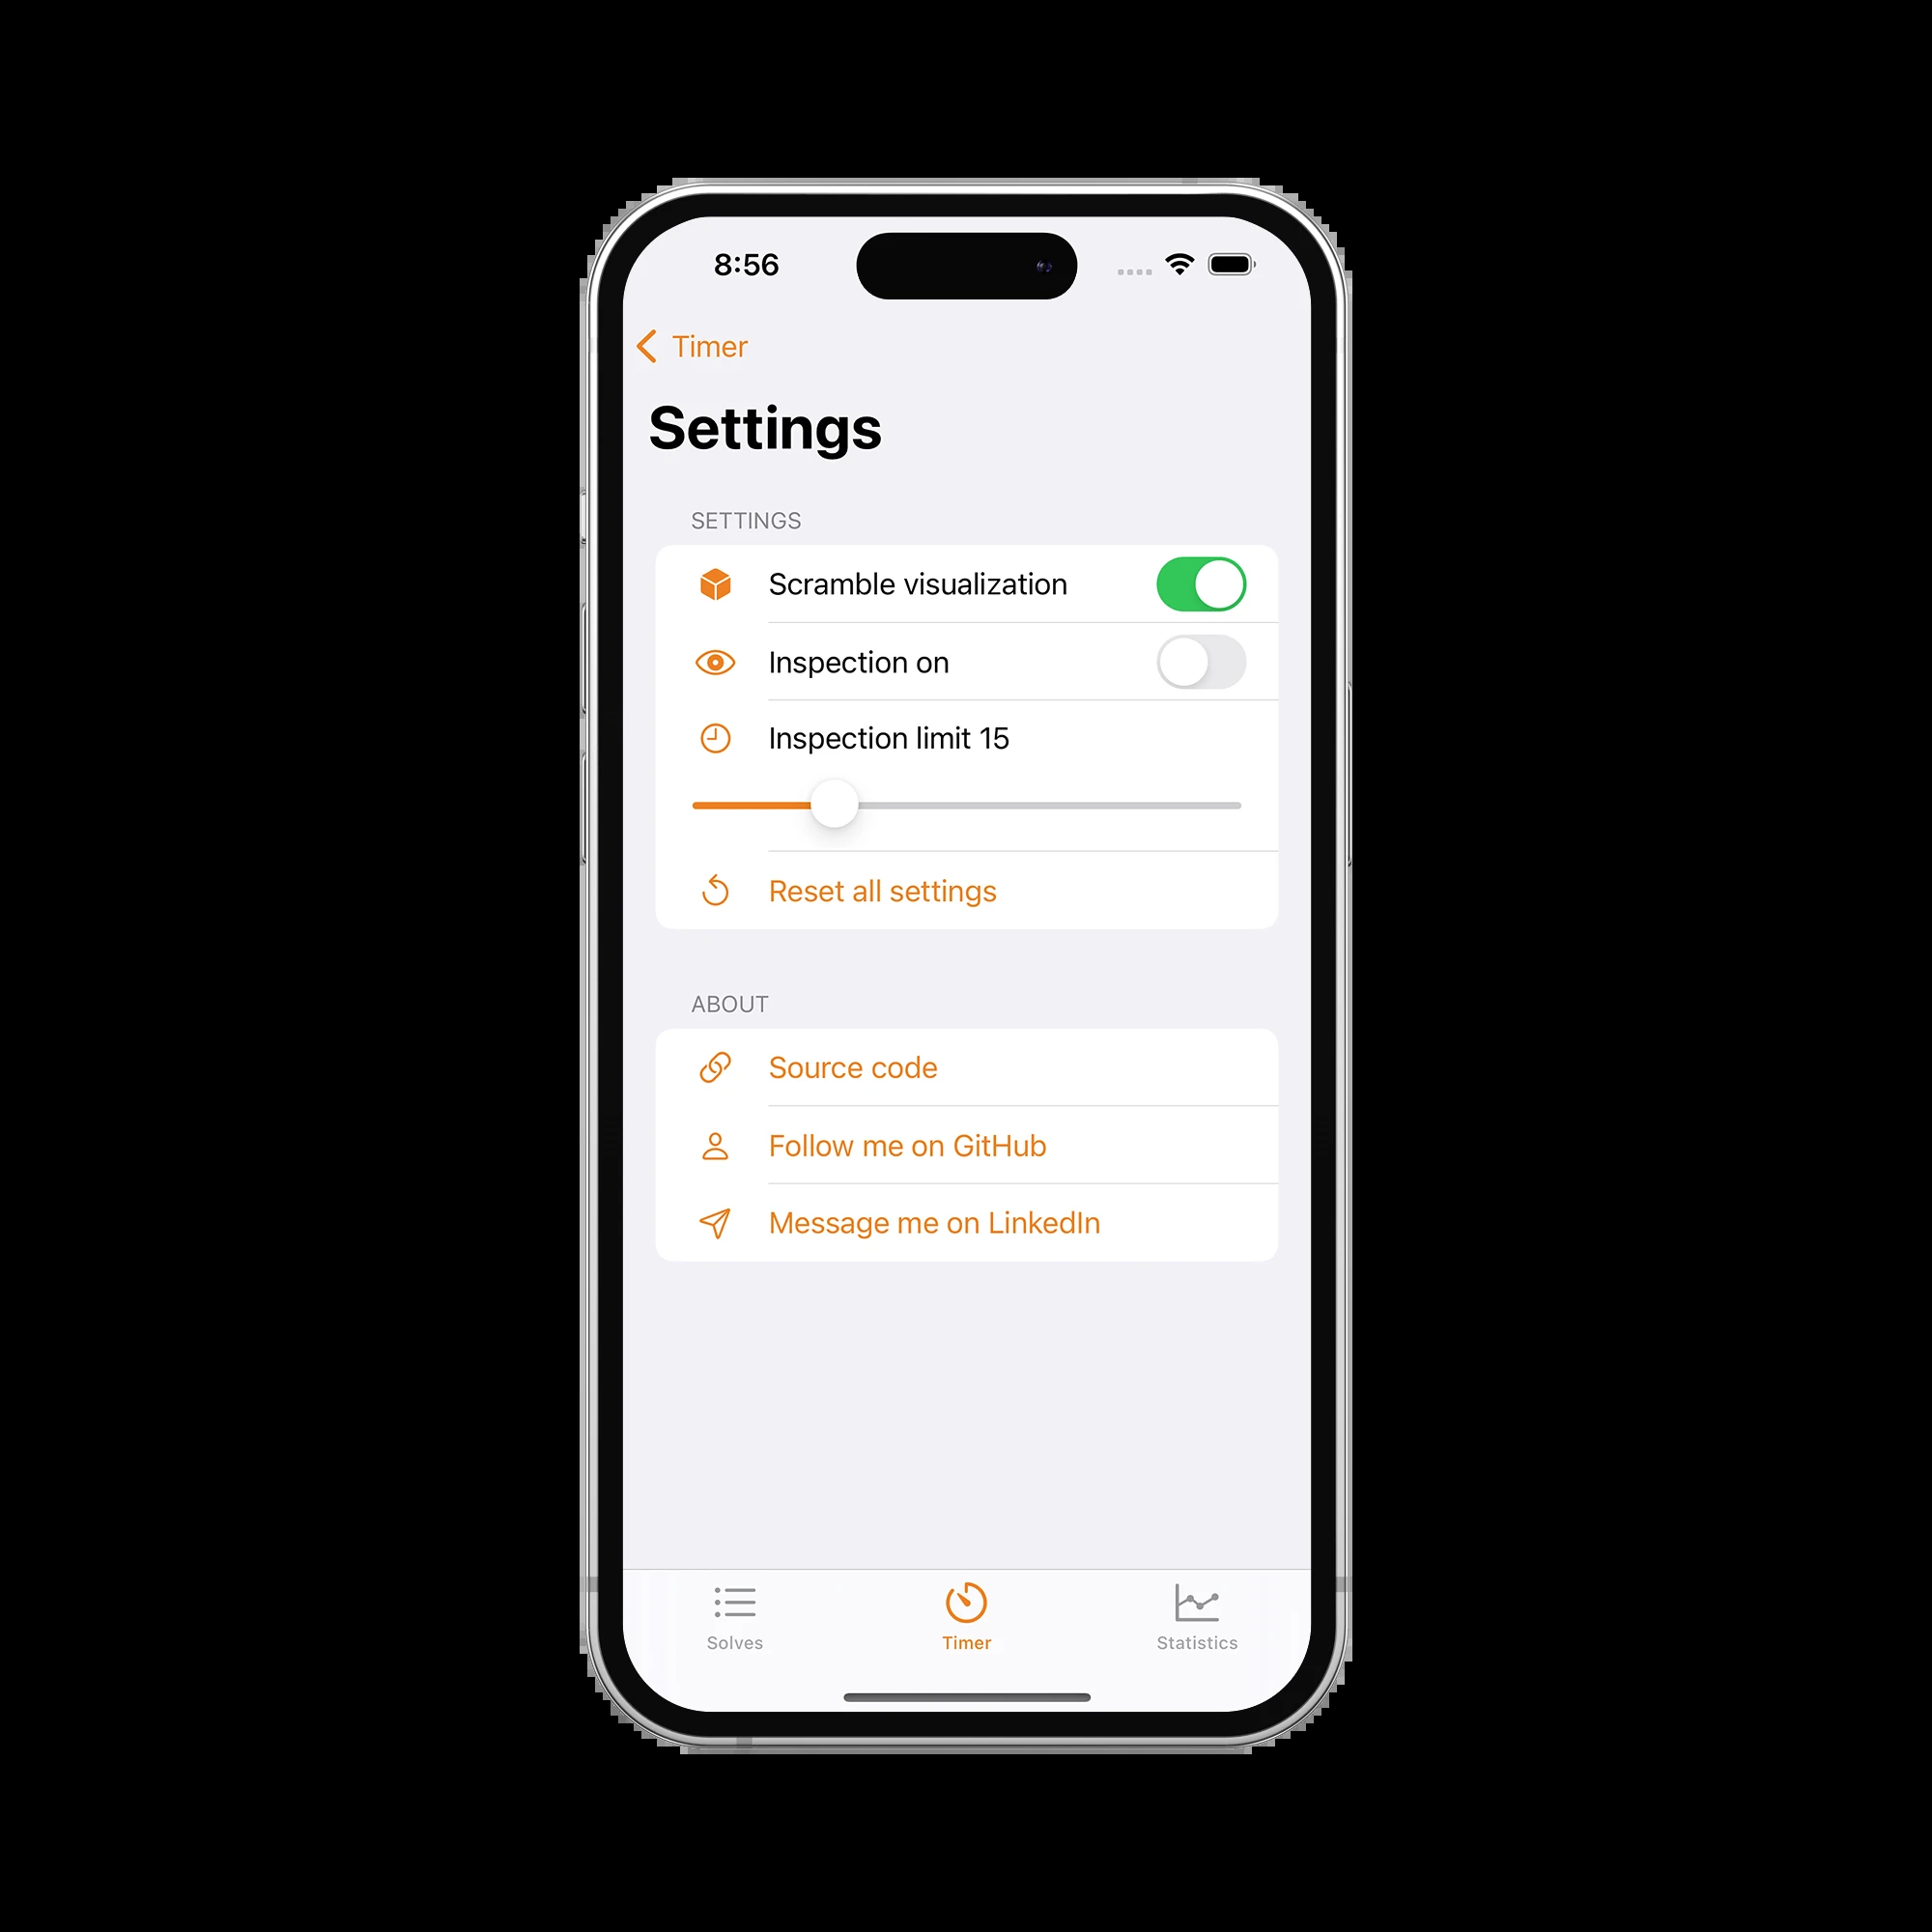 8:56
Timer
Settings
SETTINGS
Scramble visualization
Inspection on
Inspection limit 15
Reset all settings
ABOUT
Source code
Follow me on GitHub
Message me on LinkedIn
Solves
Timer
Statistics